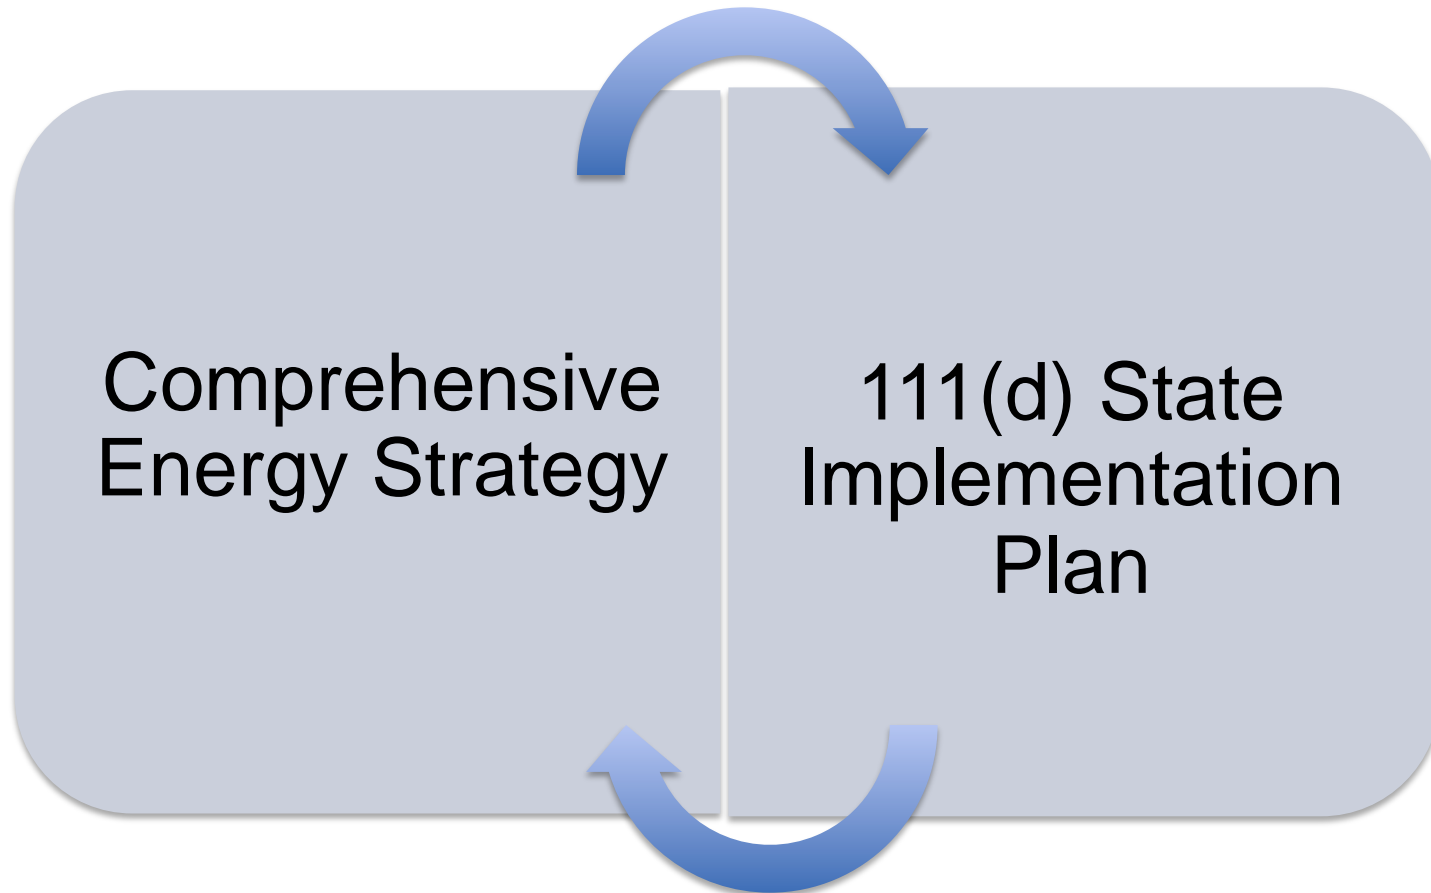 Comprehensive
Energy Strategy
111(d) State
Implementation
Plan